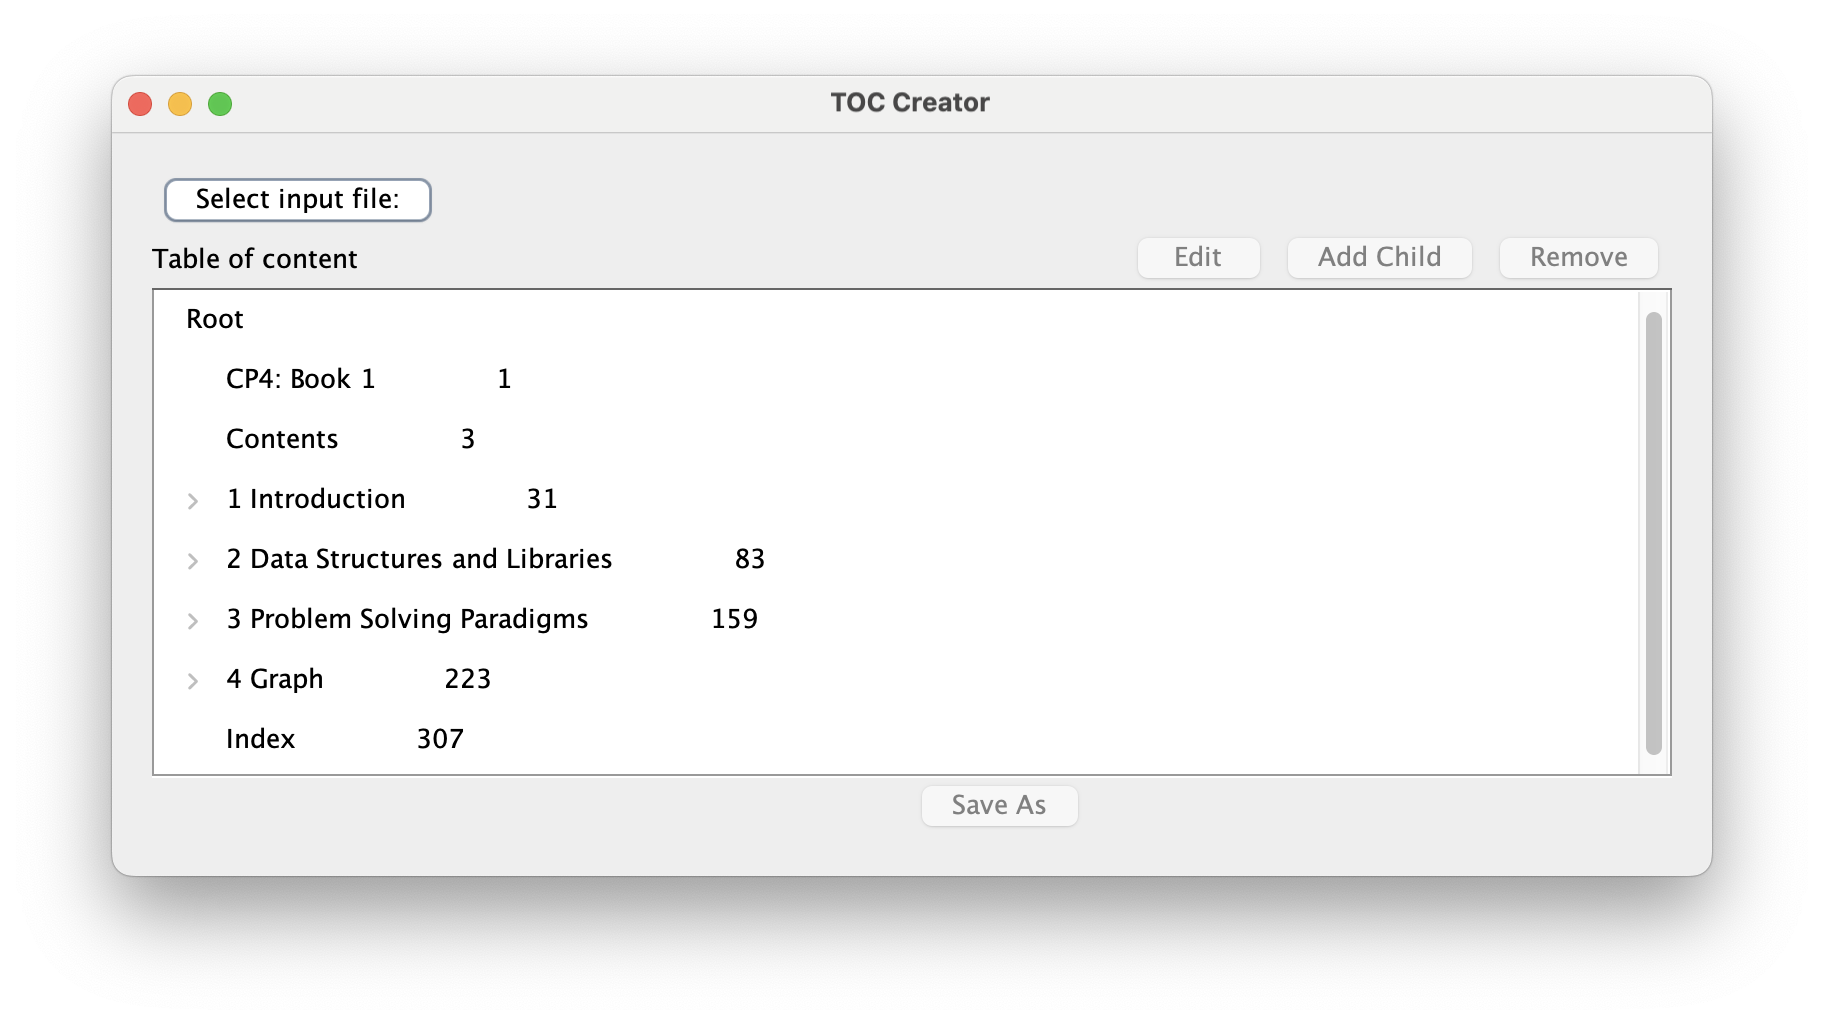 TOC Creator
Select input file:
Table of content
Edit Add Child Remove
Root
CP4: Book 1 1
Contents 3
1 Introduction 31
2 Data Structures and Libraries 83
3 Problem Solving Paradigms 159
4 Graph 223
Index 307
Save As